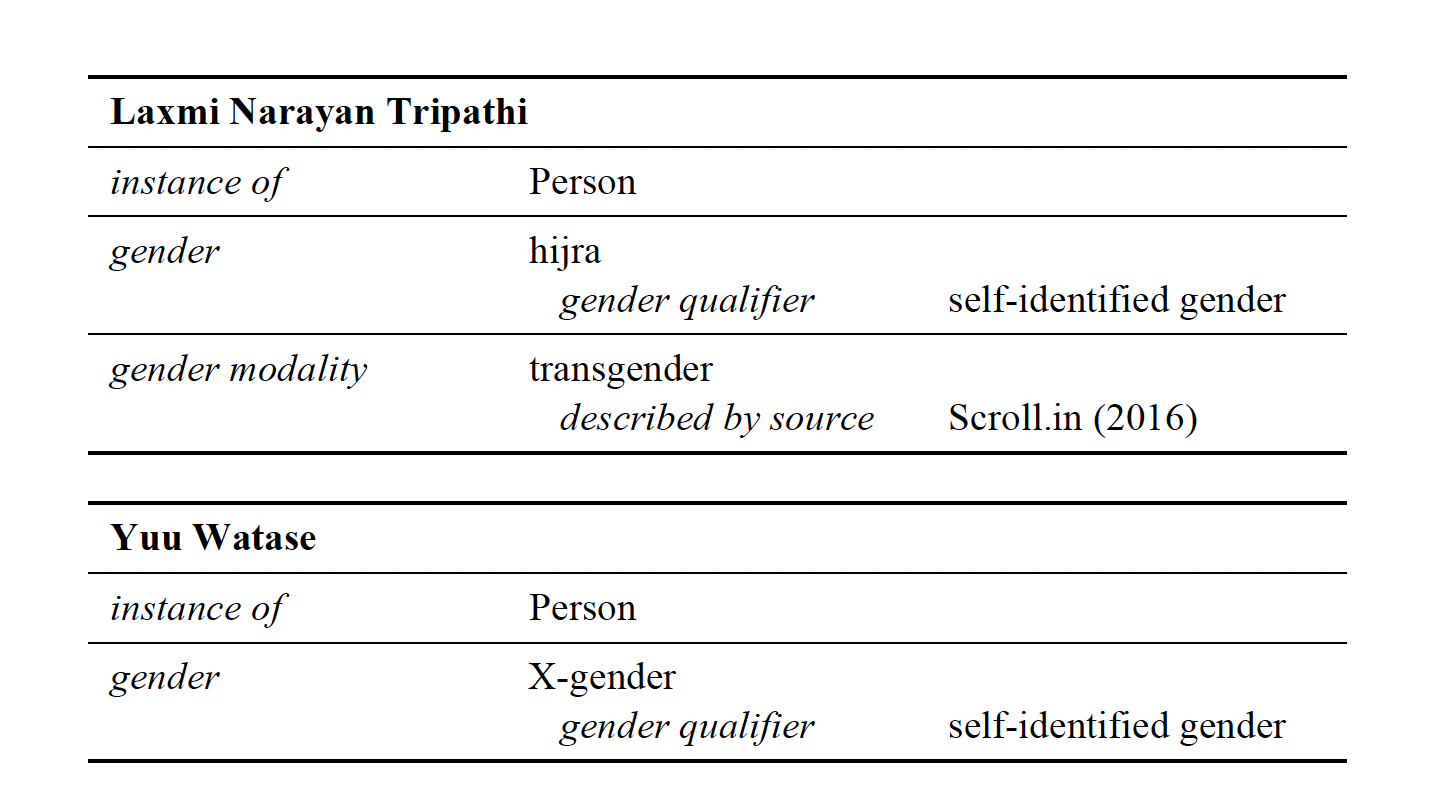 Laxmi Narayan Tripathi
instance of Person
gender hijra
gender qualifier self-identified gender
gender modality transgender
described by source Scroll.in (2016)
Yuu Watase
instance of Person
gender X-gender
gender qualifier self-identified gender